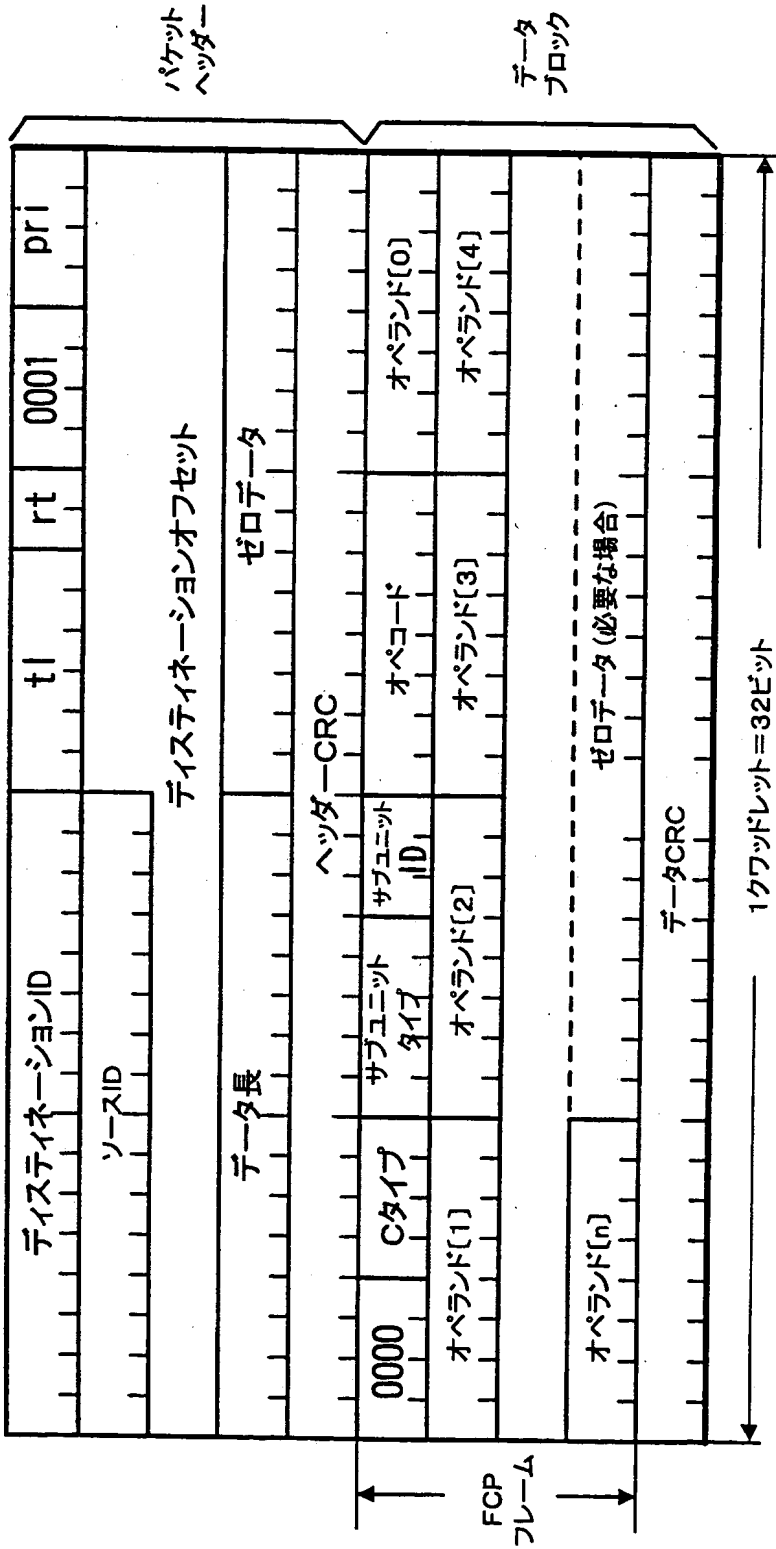 ディスティネーションID tl rt 0001 pri
ソースID
ディスティネーションオフセット
データ長 ゼロデータ
ヘッダーCRC
パケット
ヘッダー
0000 Cタイプ サブユニット
タイプ サブユニット
ID オペコード オペランド[0]
オペランド[1] オペランド[2] オペランド[3] オペランド[4]
オペランド[n] ゼロデータ(必要な場合)
データCRC
データ
ブロック
FCP
フレーム
1クワッドレット=32ビット